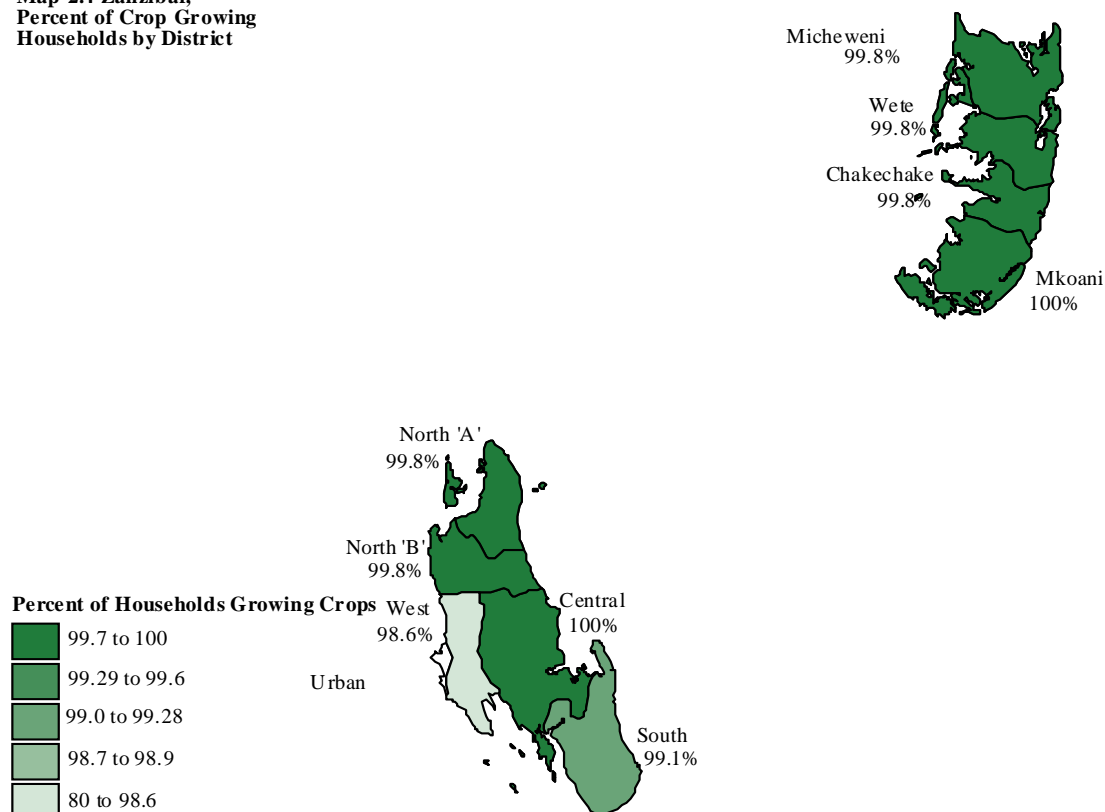 Percent of Crop Growing
Households by District
Micheweni
99.8%
Wete
99.8%
Chakechake
99.8%
Mkoani
100%
North 'A'
99.8%
North 'B'
99.8%
West
98.6%
Central
100%
Urban
South
99.1%
Percent of Households Growing Crops
99.7 to 100
99.29 to 99.6
99.0 to 99.28
98.7 to 98.9
80 to 98.6